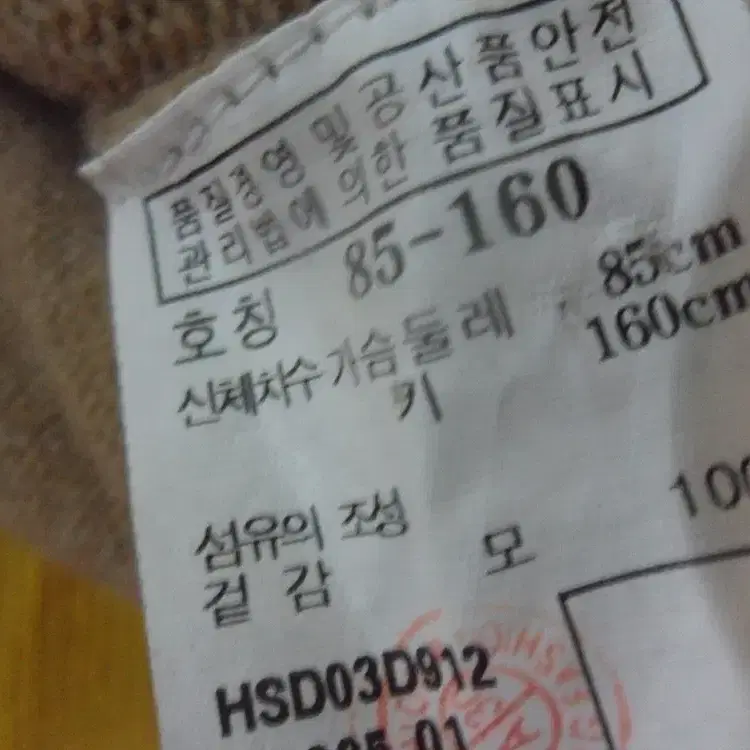 품질경영 및 공산품안전
관리법에 의한 품질표시
호칭 85-160
신체치수 가슴둘레 85cm
키 160cm
섬유의 조성
겉감 모 100
HSD03D912